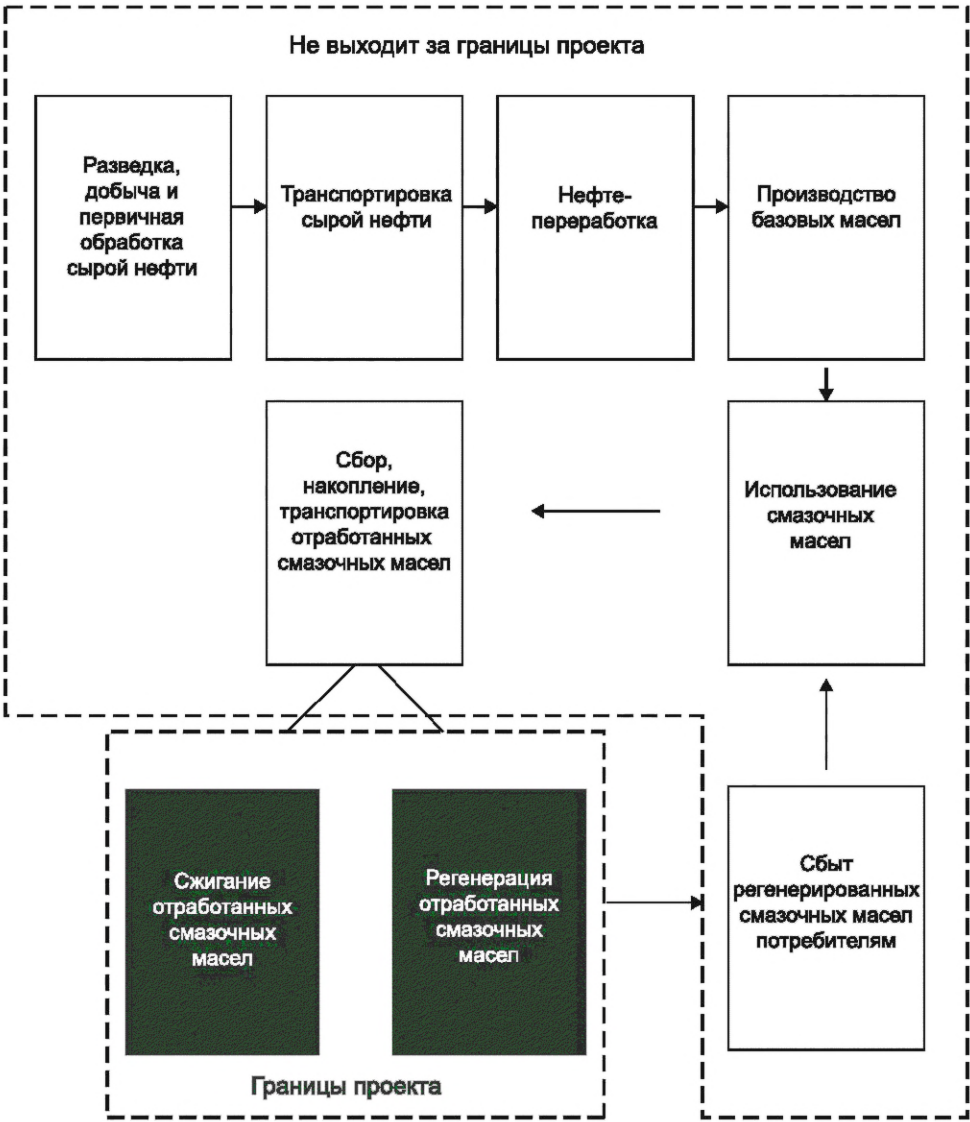 Не выходит за границы проекта
Разведка,
добыча и
первичная
обработка
сырой нефти
Транспортировка
сырой нефти
Нефте-
переработка
Производство
базовых масел
Сбор,
накопление,
транспортировка
отработанных
смазочных масел
Использование
смазочных
масел
Сжигание
отработанных
смазочных
масел
Регенерация
отработанных
смазочных
масел
Сбыт
регенерированных
смазочных масел
потребителям
Границы проекта